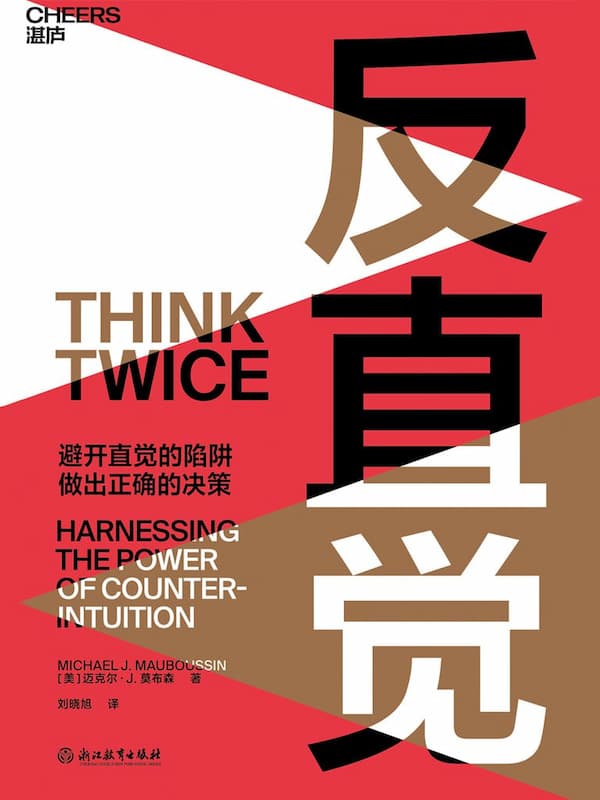 CHEERS
湛庐
反直觉
THINK
TWICE
避开直觉的陷阱
做出正确的决策
HARNESSING
THE POWER
OF COUNTER-
INTUITION
MICHAEL J. MAUBOUSSIN
[美]迈克尔·J. 莫布森 著
刘晓旭 译
浙江教育出版社